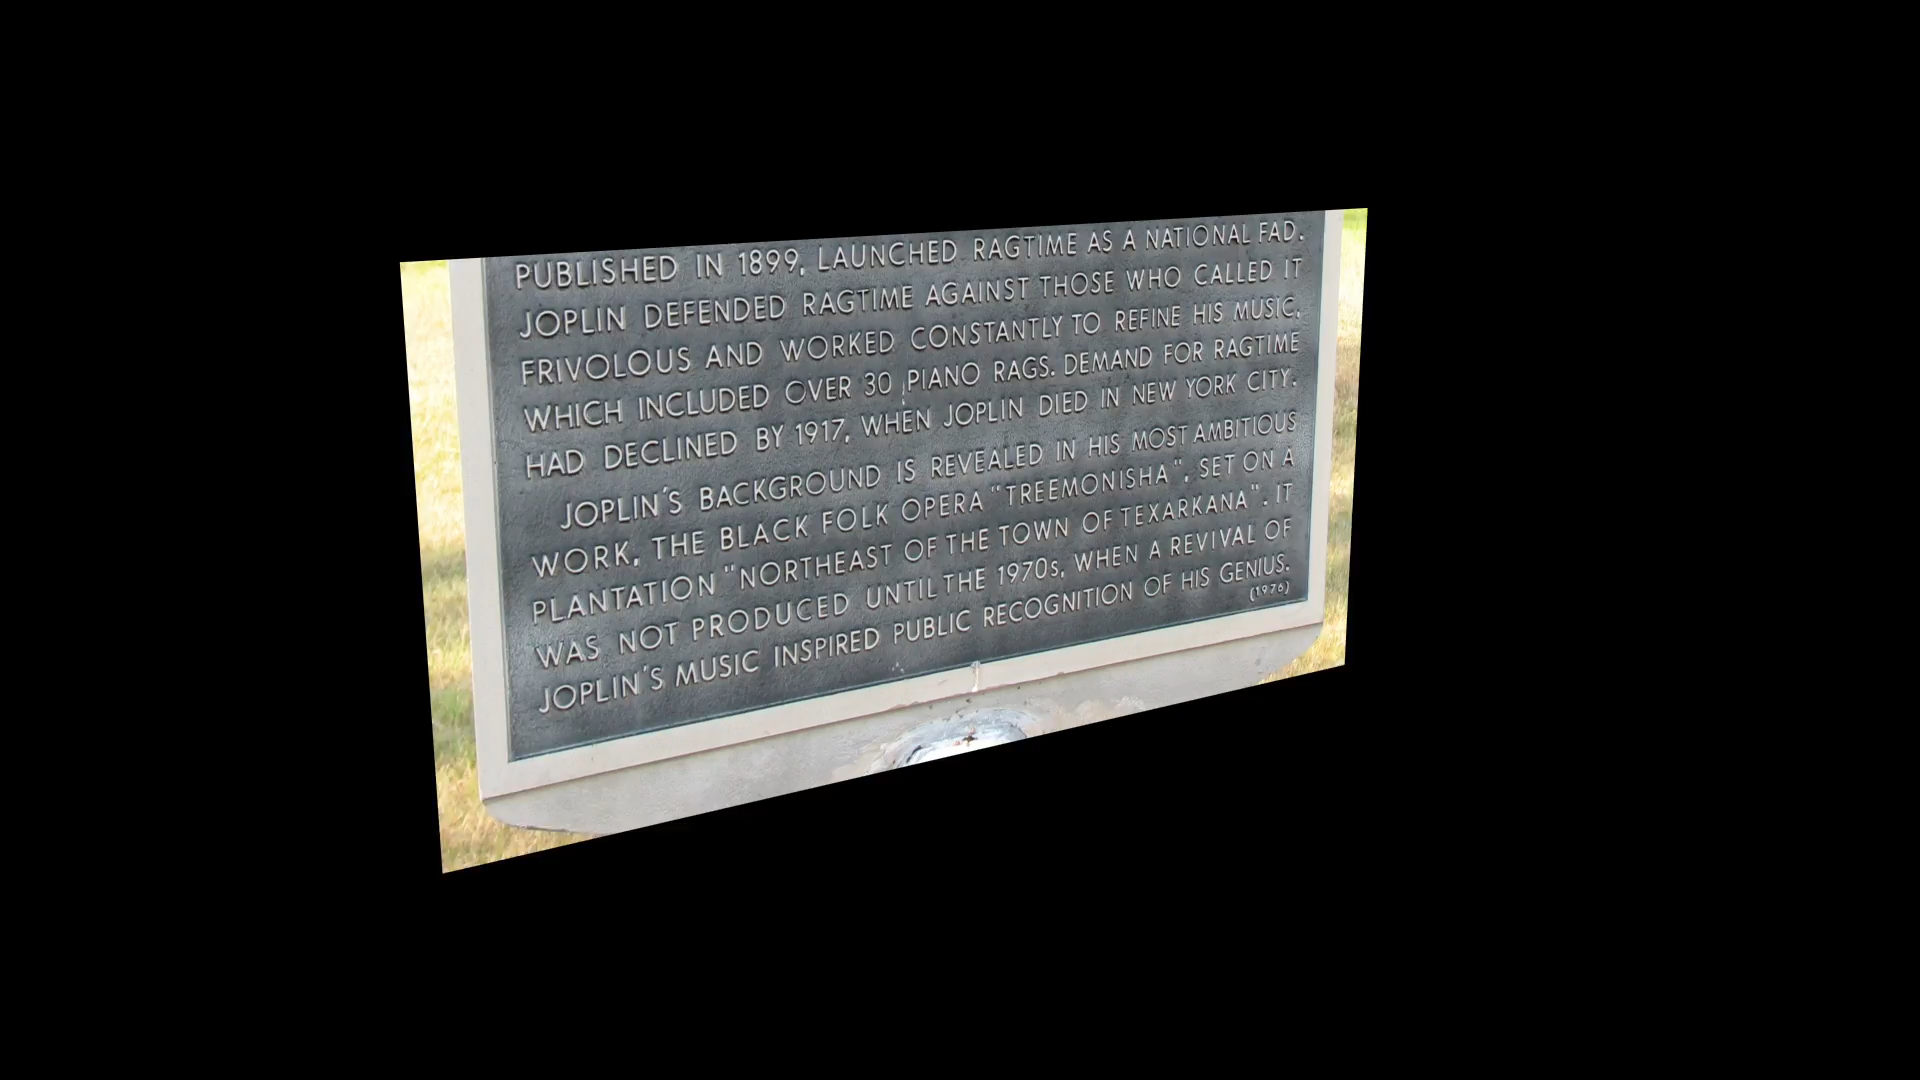 PUBLISHED IN 1899, LAUNCHED RAGTIME AS A NATIONAL FAD.
JOPLIN DEFENDED RAGTIME AGAINST THOSE WHO CALLED IT
FRIVOLOUS AND WORKED CONSTANTLY TO REFINE HIS MUSIC,
WHICH INCLUDED OVER 30 PIANO RAGS. DEMAND FOR RAGTIME
HAD DECLINED BY 1917, WHEN JOPLIN DIED IN NEW YORK CITY.
JOPLIN'S BACKGROUND IS REVEALED IN HIS MOST AMBITIOUS
WORK, THE BLACK FOLK OPERA "TREEMONISHA", SET ON A
PLANTATION "NORTHEAST OF THE TOWN OF TEXARKANA". IT
WAS NOT PRODUCED UNTIL THE 1970s, WHEN A REVIVAL OF
JOPLIN'S MUSIC INSPIRED PUBLIC RECOGNITION OF HIS GENIUS.
(1976)